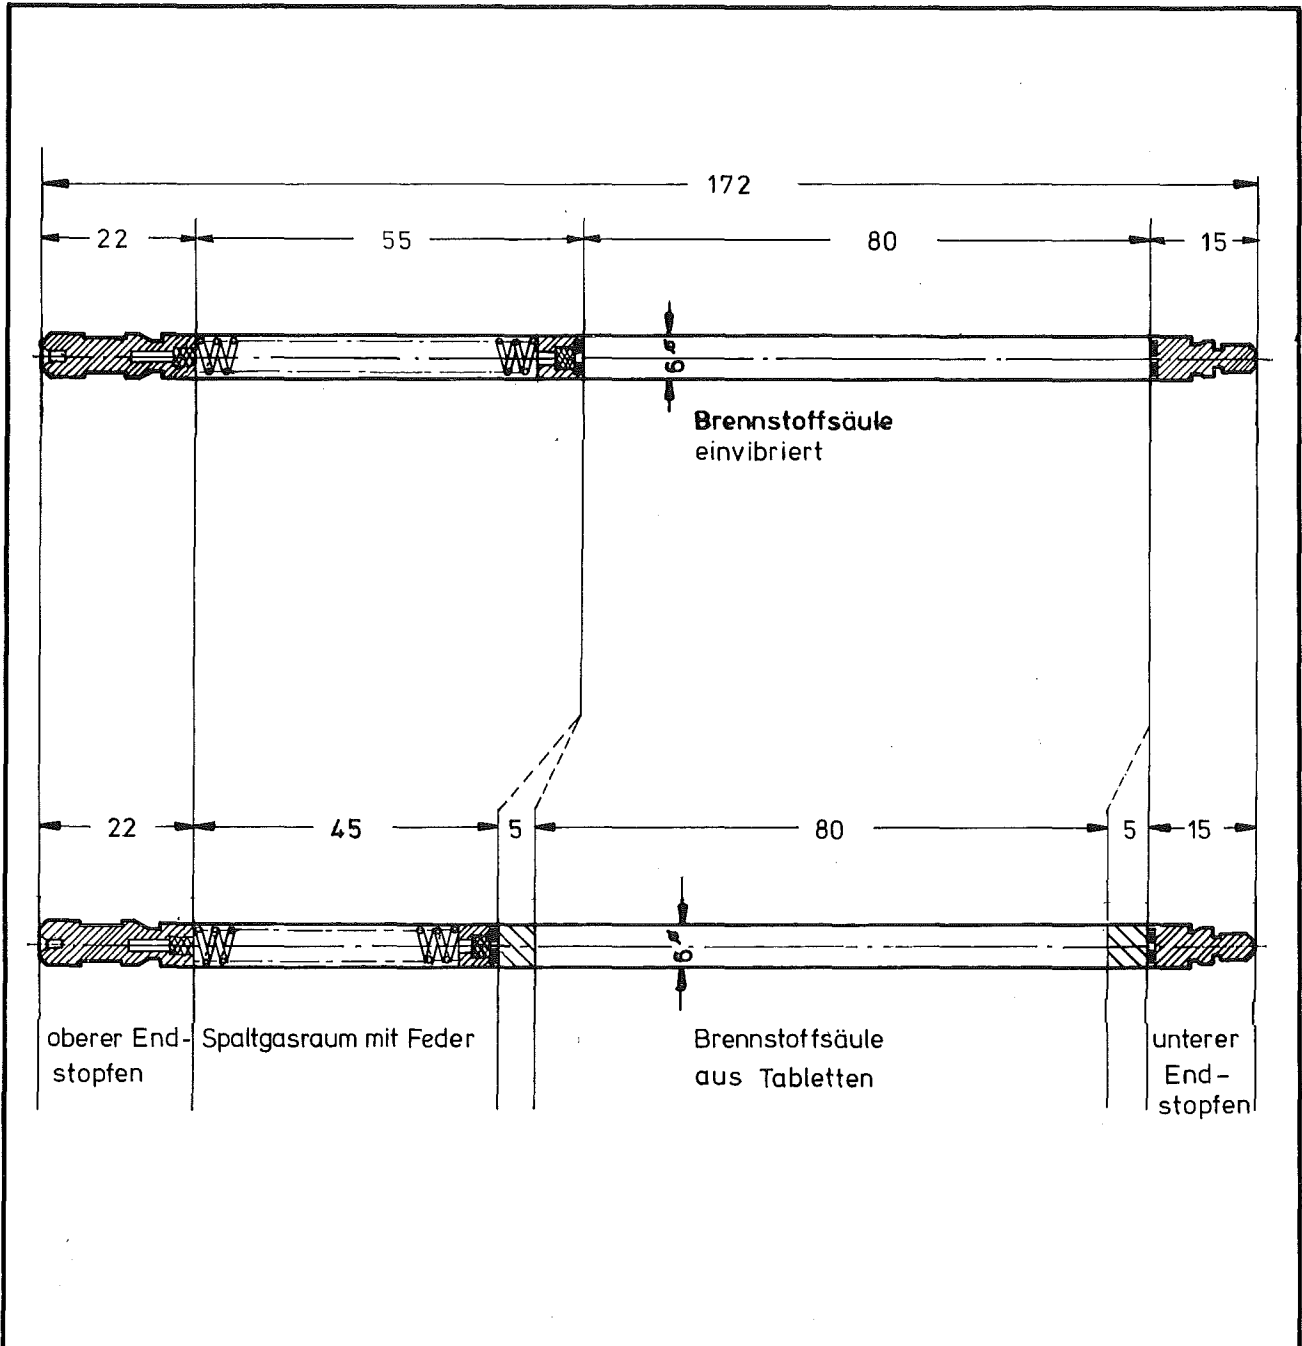 172
22 55 80 15
6 ø
Brennstoffsäule
einvibriert
22 45 5 80 5 15
6 ø
oberer End-
stopfen
Spaltgasraum mit Feder
Brennstoffsäule
aus Tabletten
unterer
End-
stopfen